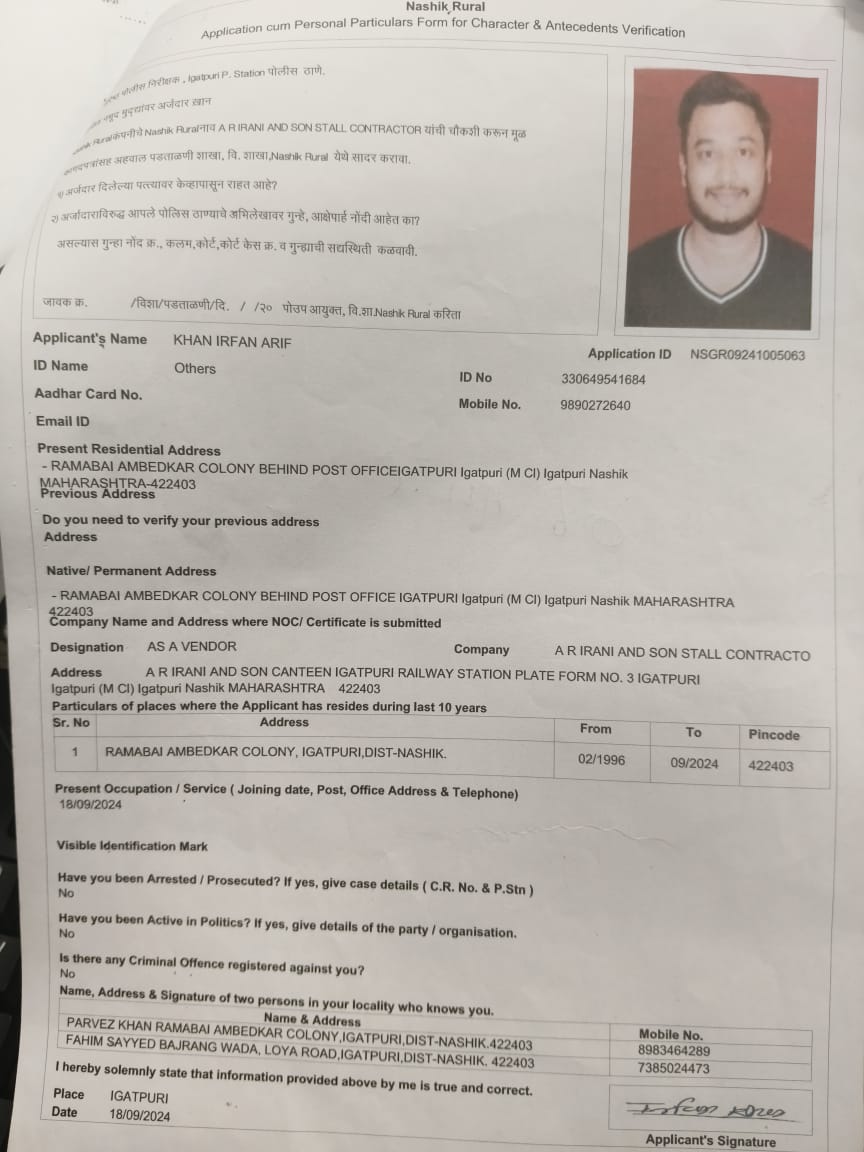 Nashik Rural
Application cum Personal Particulars Form for Character & Antecedents Verification
पोलीस निरीक्षक , Igatpuri P. Station पोलीस ठाणे.
मुद्द्यांवर अर्जदार ख़ान
Ruralकंपनीचे Nashik Ruralनाव A R IRANI AND SON STALL CONTRACTOR यांची चौकशी करून मूळ
कागदपत्रांसह अहवाल पडताळणी शाखा, वि. शाखा,Nashik Rural येथे सादर करावा.
१) अर्जदार दिलेल्या पत्त्यावर केव्हापासून राहत आहे?
२) अर्जदाराविरुद्ध आपले पोलिस ठाण्याचे अभिलेखावर गुन्हे, आक्षेपार्ह नोंदी आहेत का?
असल्यास गुन्हा नोंद क्र., कलम,कोर्ट,कोर्ट केस क्र. व गुन्ह्याची सद्यस्थिती कळवावी.
जावक क्र. /विशा/पडताळणी/दि. / /२० पोउप आयुक्त, वि.शा.Nashik Rural करिता
Applicant's Name KHAN IRFAN ARIF
Application ID NSGR09241005063
ID Name Others
ID No 330649541684
Aadhar Card No.
Mobile No. 9890272640
Email ID
Present Residential Address
- RAMABAI AMBEDKAR COLONY BEHIND POST OFFICEIGATPURI Igatpuri (M Cl) Igatpuri Nashik
MAHARASHTRA-422403
Previous Address
Do you need to verify your previous address
Address
Native/ Permanent Address
- RAMABAI AMBEDKAR COLONY BEHIND POST OFFICE IGATPURI Igatpuri (M Cl) Igatpuri Nashik MAHARASHTRA
422403
Company Name and Address where NOC/ Certificate is submitted
Designation AS A VENDOR Company A R IRANI AND SON STALL CONTRACTO
Address A R IRANI AND SON CANTEEN IGATPURI RAILWAY STATION PLATE FORM NO. 3 IGATPURI
Igatpuri (M Cl) Igatpuri Nashik MAHARASHTRA 422403
Particulars of places where the Applicant has resides during last 10 years
Sr. No Address From To Pincode
1 RAMABAI AMBEDKAR COLONY, IGATPURI,DIST-NASHIK. 02/1996 09/2024 422403
Present Occupation / Service ( Joining date, Post, Office Address & Telephone)
18/09/2024
Visible Identification Mark
Have you been Arrested / Prosecuted? If yes, give case details ( C.R. No. & P.Stn )
No
Have you been Active in Politics? If yes, give details of the party / organisation.
No
Is there any Criminal Offence registered against you?
No
Name, Address & Signature of two persons in your locality who knows you.
Name & Address Mobile No.
PARVEZ KHAN RAMABAI AMBEDKAR COLONY,IGATPURI,DIST-NASHIK.422403 8983464289
FAHIM SAYYED BAJRANG WADA, LOYA ROAD,IGATPURI,DIST-NASHIK. 422403 7385024473
I hereby solemnly state that information provided above by me is true and correct.
Place IGATPURI
Date 18/09/2024
Applicant's Signature